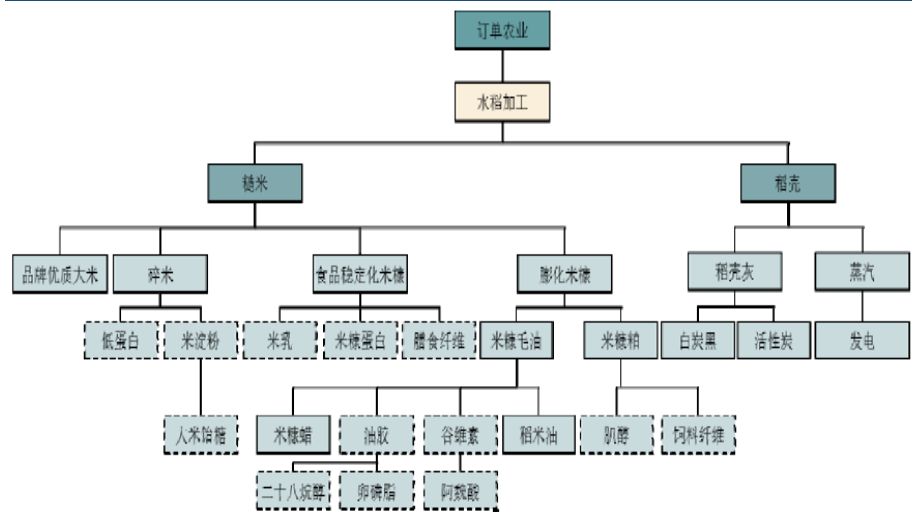 订单农业
水稻加工
糙米
稻壳
品牌优质大米
碎米
食品稳定化米糠
膨化米糠
稻壳灰
蒸汽
低蛋白
米淀粉
米乳
米糠蛋白
膳食纤维
米糠毛油
米糠粕
白炭黑
活性炭
发电
大米饴糖
米糠蜡
油胶
谷维素
稻米油
肌醇
饲料纤维
二十八烷醇
卵磷脂
阿魏酸